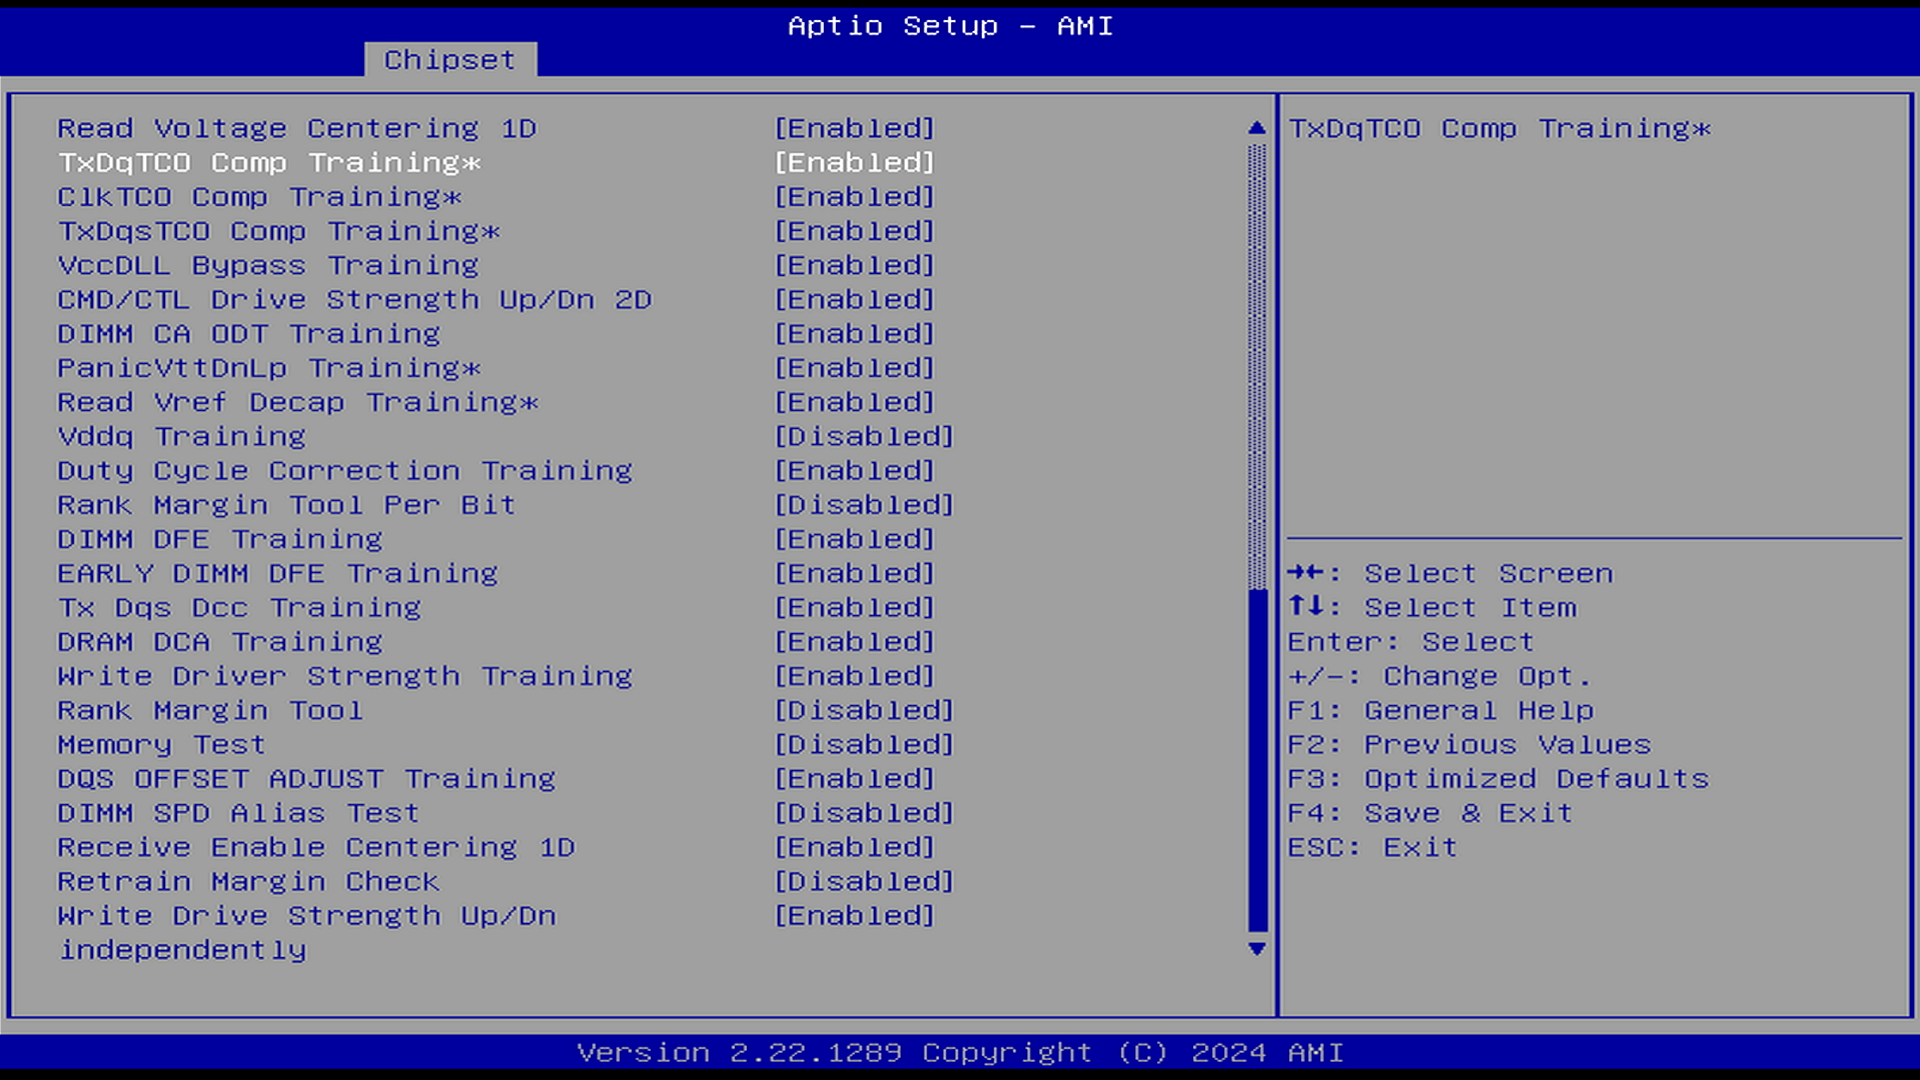 Aptio Setup - AMI
Chipset
Read Voltage Centering 1D [Enabled]
TxDqTCO Comp Training* [Enabled]
ClkTCO Comp Training* [Enabled]
TxDqsTCO Comp Training* [Enabled]
VccDLL Bypass Training [Enabled]
CMD/CTL Drive Strength Up/Dn 2D [Enabled]
DIMM CA ODT Training [Enabled]
PanicVttDnLp Training* [Enabled]
Read Vref Decap Training* [Enabled]
Vddq Training [Disabled]
Duty Cycle Correction Training [Enabled]
Rank Margin Tool Per Bit [Disabled]
DIMM DFE Training [Enabled]
EARLY DIMM DFE Training [Enabled]
Tx Dqs Dcc Training [Enabled]
DRAM DCA Training [Enabled]
Write Driver Strength Training [Enabled]
Rank Margin Tool [Disabled]
Memory Test [Disabled]
DQS OFFSET ADJUST Training [Enabled]
DIMM SPD Alias Test [Disabled]
Receive Enable Centering 1D [Enabled]
Retrain Margin Check [Disabled]
Write Drive Strength Up/Dn [Enabled]
independently
TxDqTCO Comp Training*
→←: Select Screen
↑↓: Select Item
Enter: Select
+/-: Change Opt.
F1: General Help
F2: Previous Values
F3: Optimized Defaults
F4: Save & Exit
ESC: Exit
Version 2.22.1289 Copyright (C) 2024 AMI